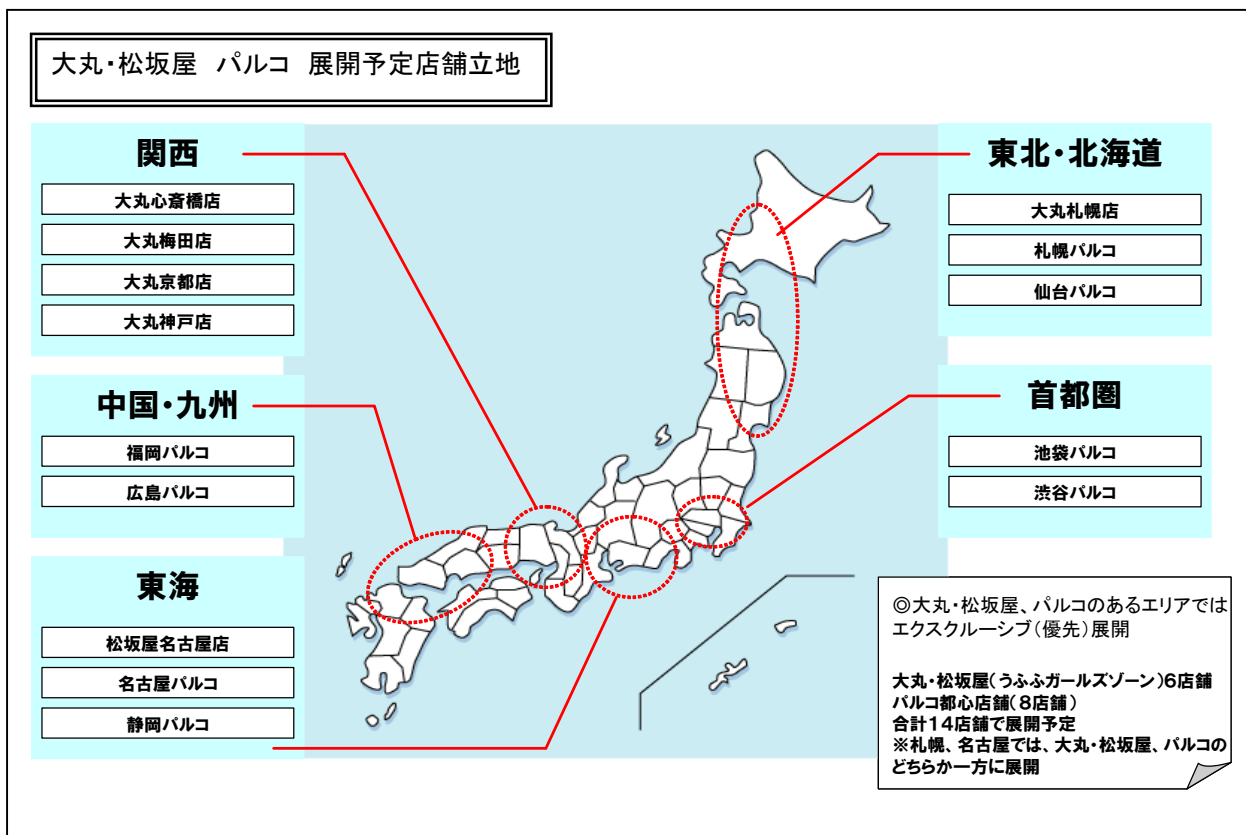 大丸・松坂屋　パルコ　展開予定店舗立地
関西
大丸心斎橋店
大丸梅田店
大丸京都店
大丸神戸店
中国・九州
福岡パルコ
広島パルコ
東海
松坂屋名古屋店
名古屋パルコ
静岡パルコ
東北・北海道
大丸札幌店
札幌パルコ
仙台パルコ
首都圏
池袋パルコ
渋谷パルコ
◎大丸・松坂屋、パルコのあるエリアでは
エクスクルーシブ（優先）展開
大丸・松坂屋（うふふガールズゾーン）６店舗
パルコ都心店舗（８店舗）
合計１４店舗で展開予定
※札幌、名古屋では、大丸・松坂屋、パルコの
どちらか一方に展開